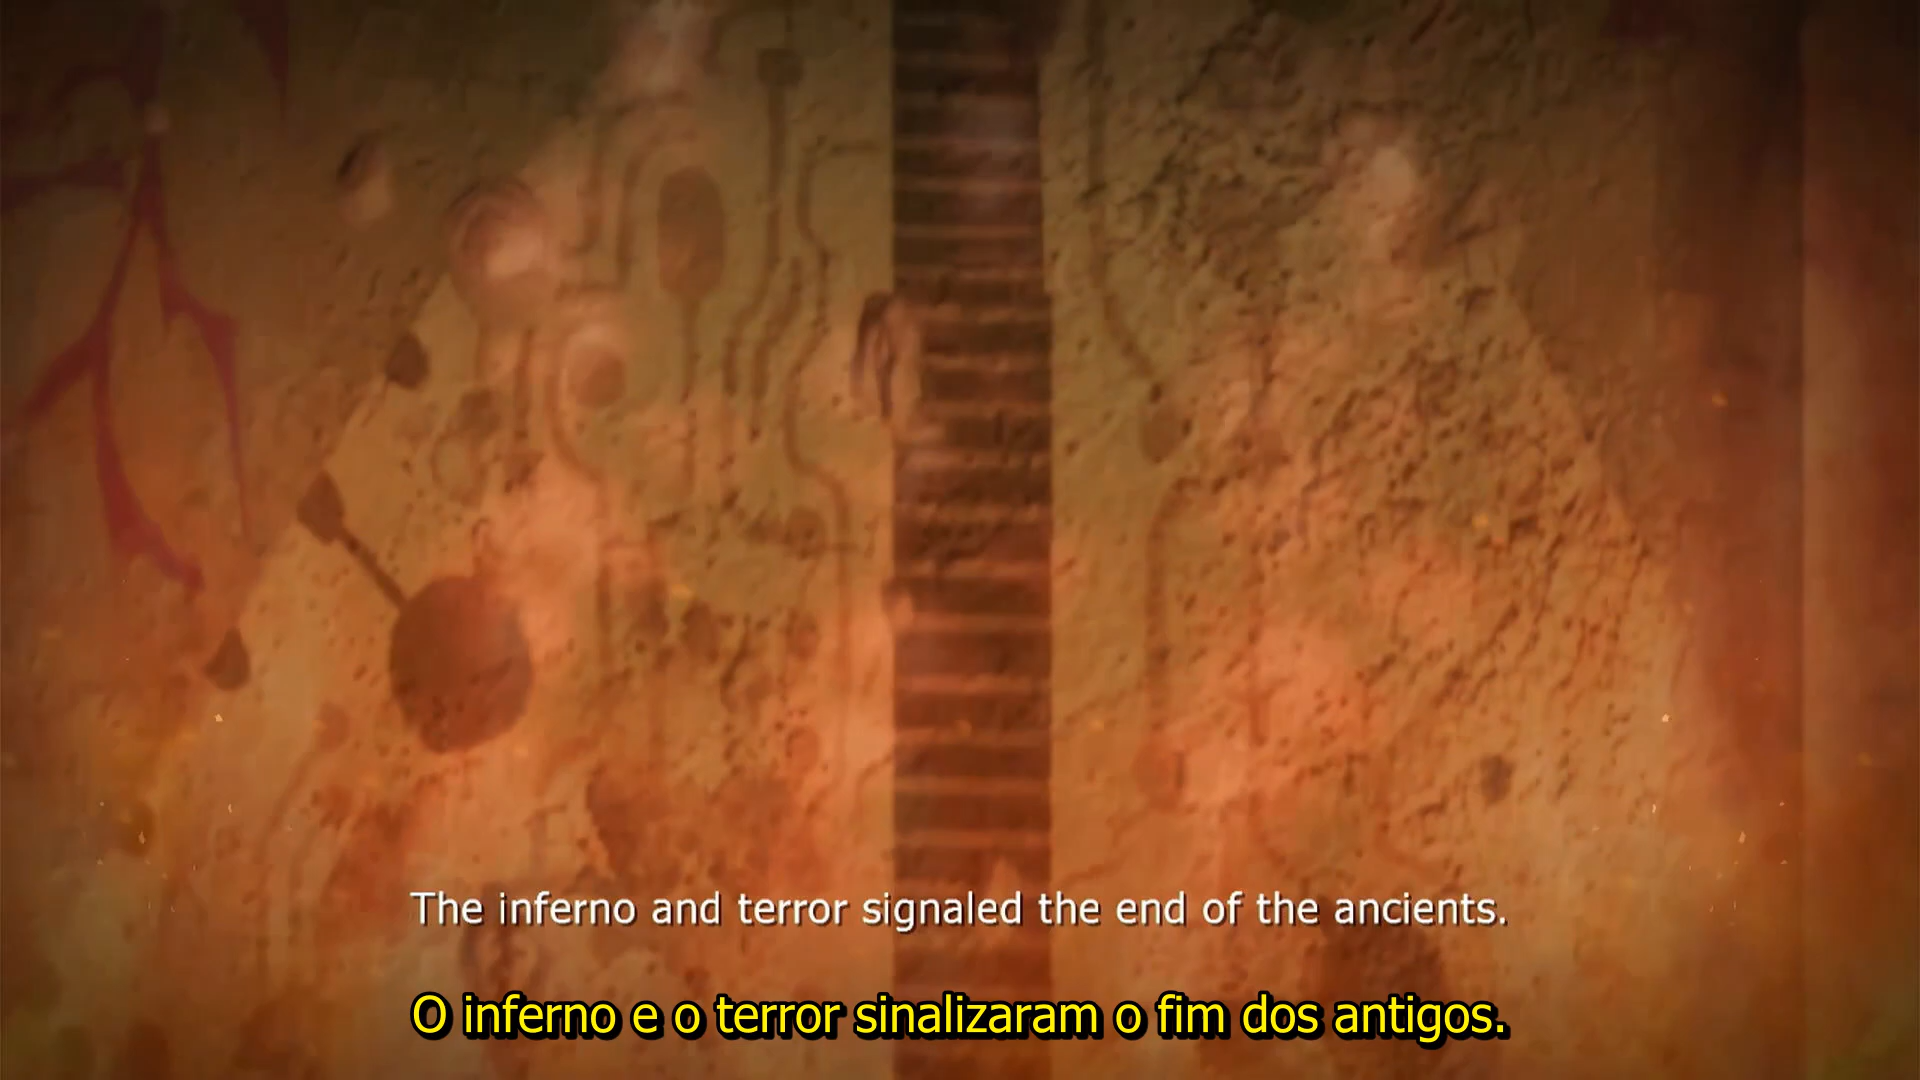 The inferno and terror signaled the end of the ancients.
O inferno e o terror sinalizaram o fim dos antigos.